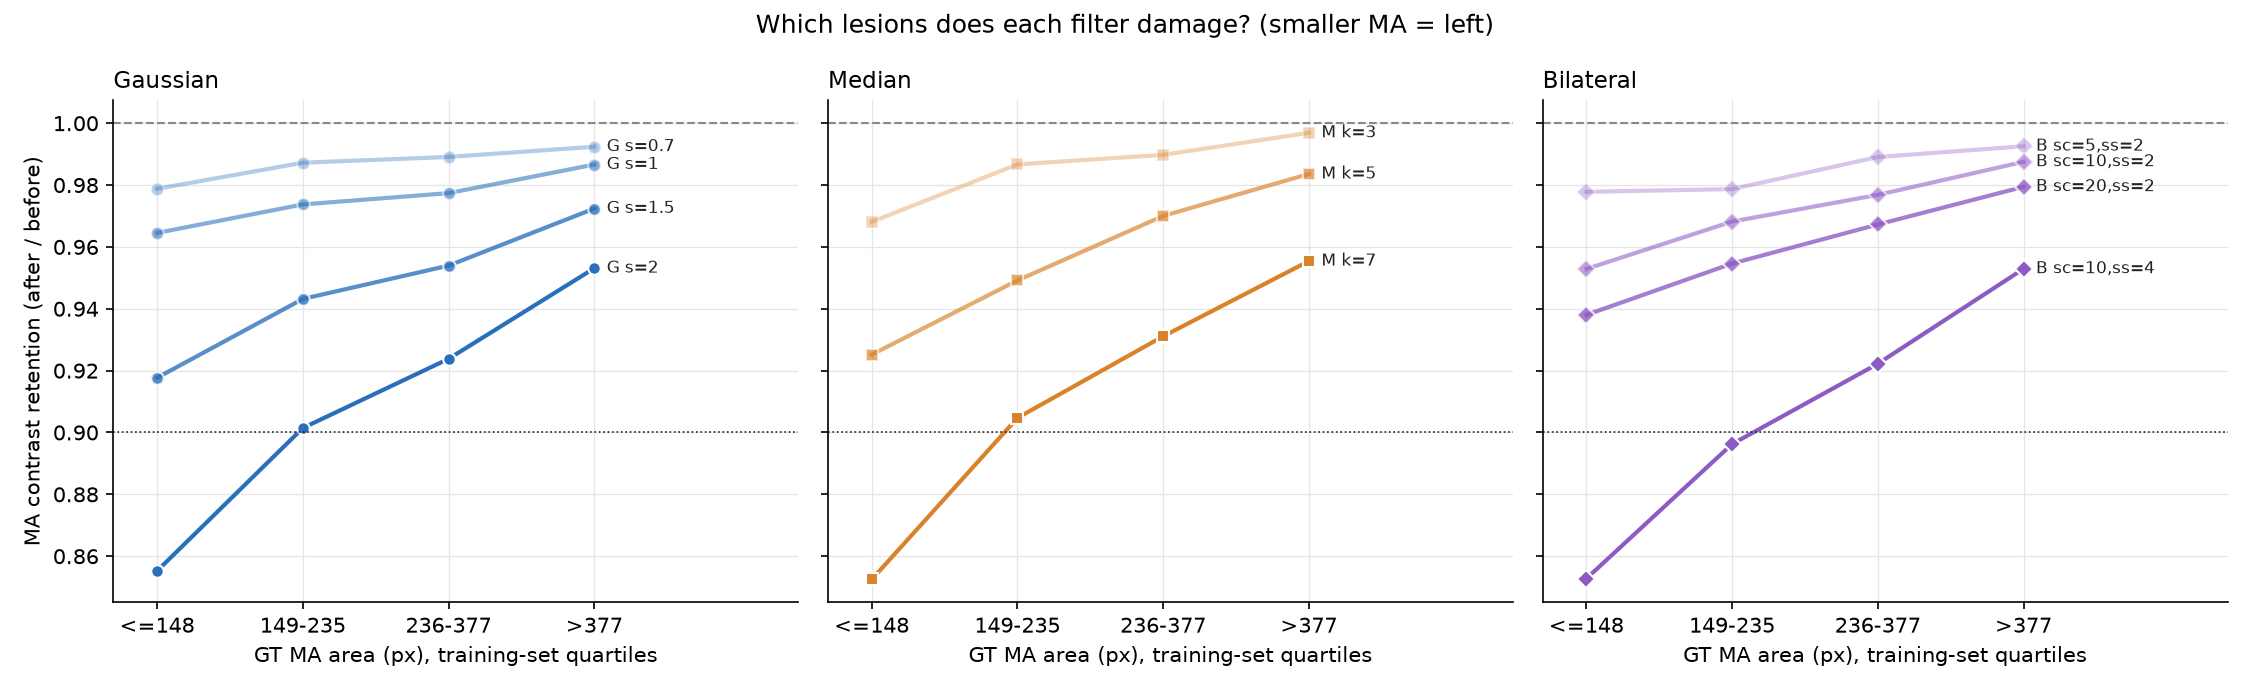 Which lesions does each filter damage? (smaller MA = left)
Gaussian
Median
Bilateral
MA contrast retention (after / before)
1.00
0.98
0.96
0.94
0.92
0.90
0.88
0.86
G s=0.7
G s=1
G s=1.5
G s=2
M k=3
M k=5
M k=7
B sc=5,ss=2
B sc=10,ss=2
B sc=20,ss=2
B sc=10,ss=4
<=148 149-235 236-377 >377
<=148 149-235 236-377 >377
<=148 149-235 236-377 >377
GT MA area (px), training-set quartiles
GT MA area (px), training-set quartiles
GT MA area (px), training-set quartiles